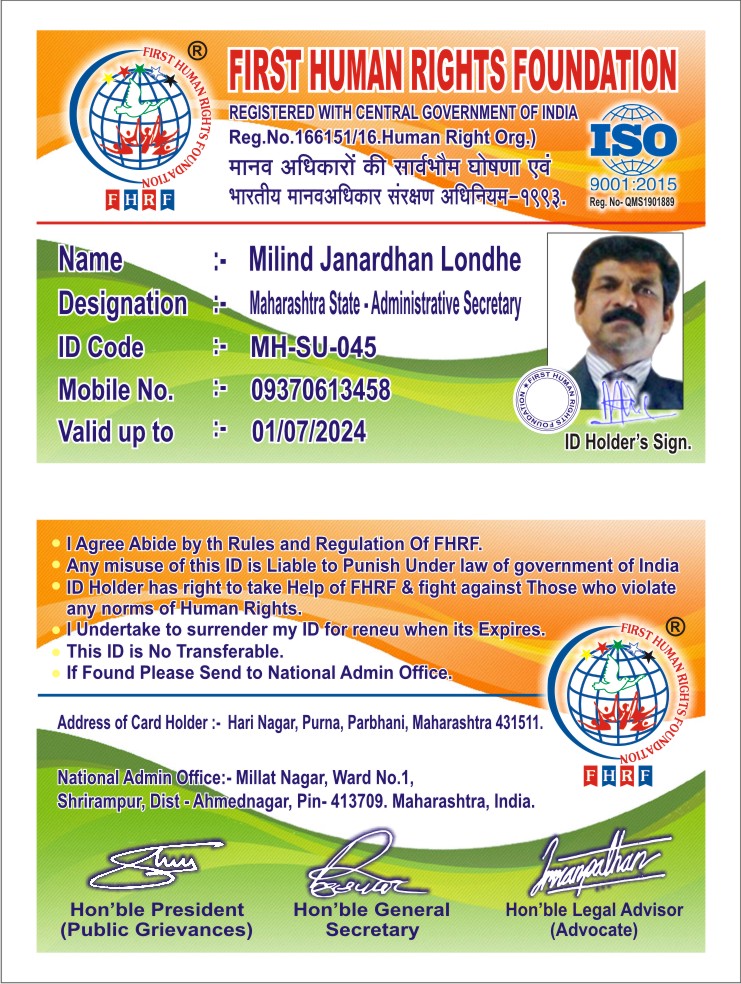 FIRST HUMAN RIGHTS FOUNDATION
®
FIRST HUMAN RIGHTS FOUNDATION
FHRF
REGISTERED WITH CENTRAL GOVERNMENT OF INDIA
Reg.No.166151/16.Human Right Org.)
मानव अधिकारों की सार्वभौम घोषणा एवं
भारतीय मानवअधिकार संरक्षण अधिनियम-१९९३.
ISO
9001:2015
Reg. No- QMS1901889
Name :- Milind Janardhan Londhe
Designation :- Maharashtra State - Administrative Secretary
ID Code :- MH-SU-045
Mobile No. :- 09370613458
Valid up to :- 01/07/2024
FIRST HUMAN RIGHTS FOUNDATION
ID Holder's Sign.
I Agree Abide by th Rules and Regulation Of FHRF.
Any misuse of this ID is Liable to Punish Under law of government of India
ID Holder has right to take Help of FHRF & fight against Those who violate
any norms of Human Rights.
I Undertake to surrender my ID for reneu when its Expires.
This ID is No Transferable.
If Found Please Send to National Admin Office.
FIRST HUMAN RIGHTS FOUNDATION
®
FHRF
Address of Card Holder :- Hari Nagar, Purna, Parbhani, Maharashtra 431511.
National Admin Office:- Millat Nagar, Ward No.1,
Shrirampur, Dist - Ahmednagar, Pin- 413709. Maharashtra, India.
Hon'ble President
(Public Grievances)
Hon'ble General
Secretary
Hon'ble Legal Advisor
(Advocate)